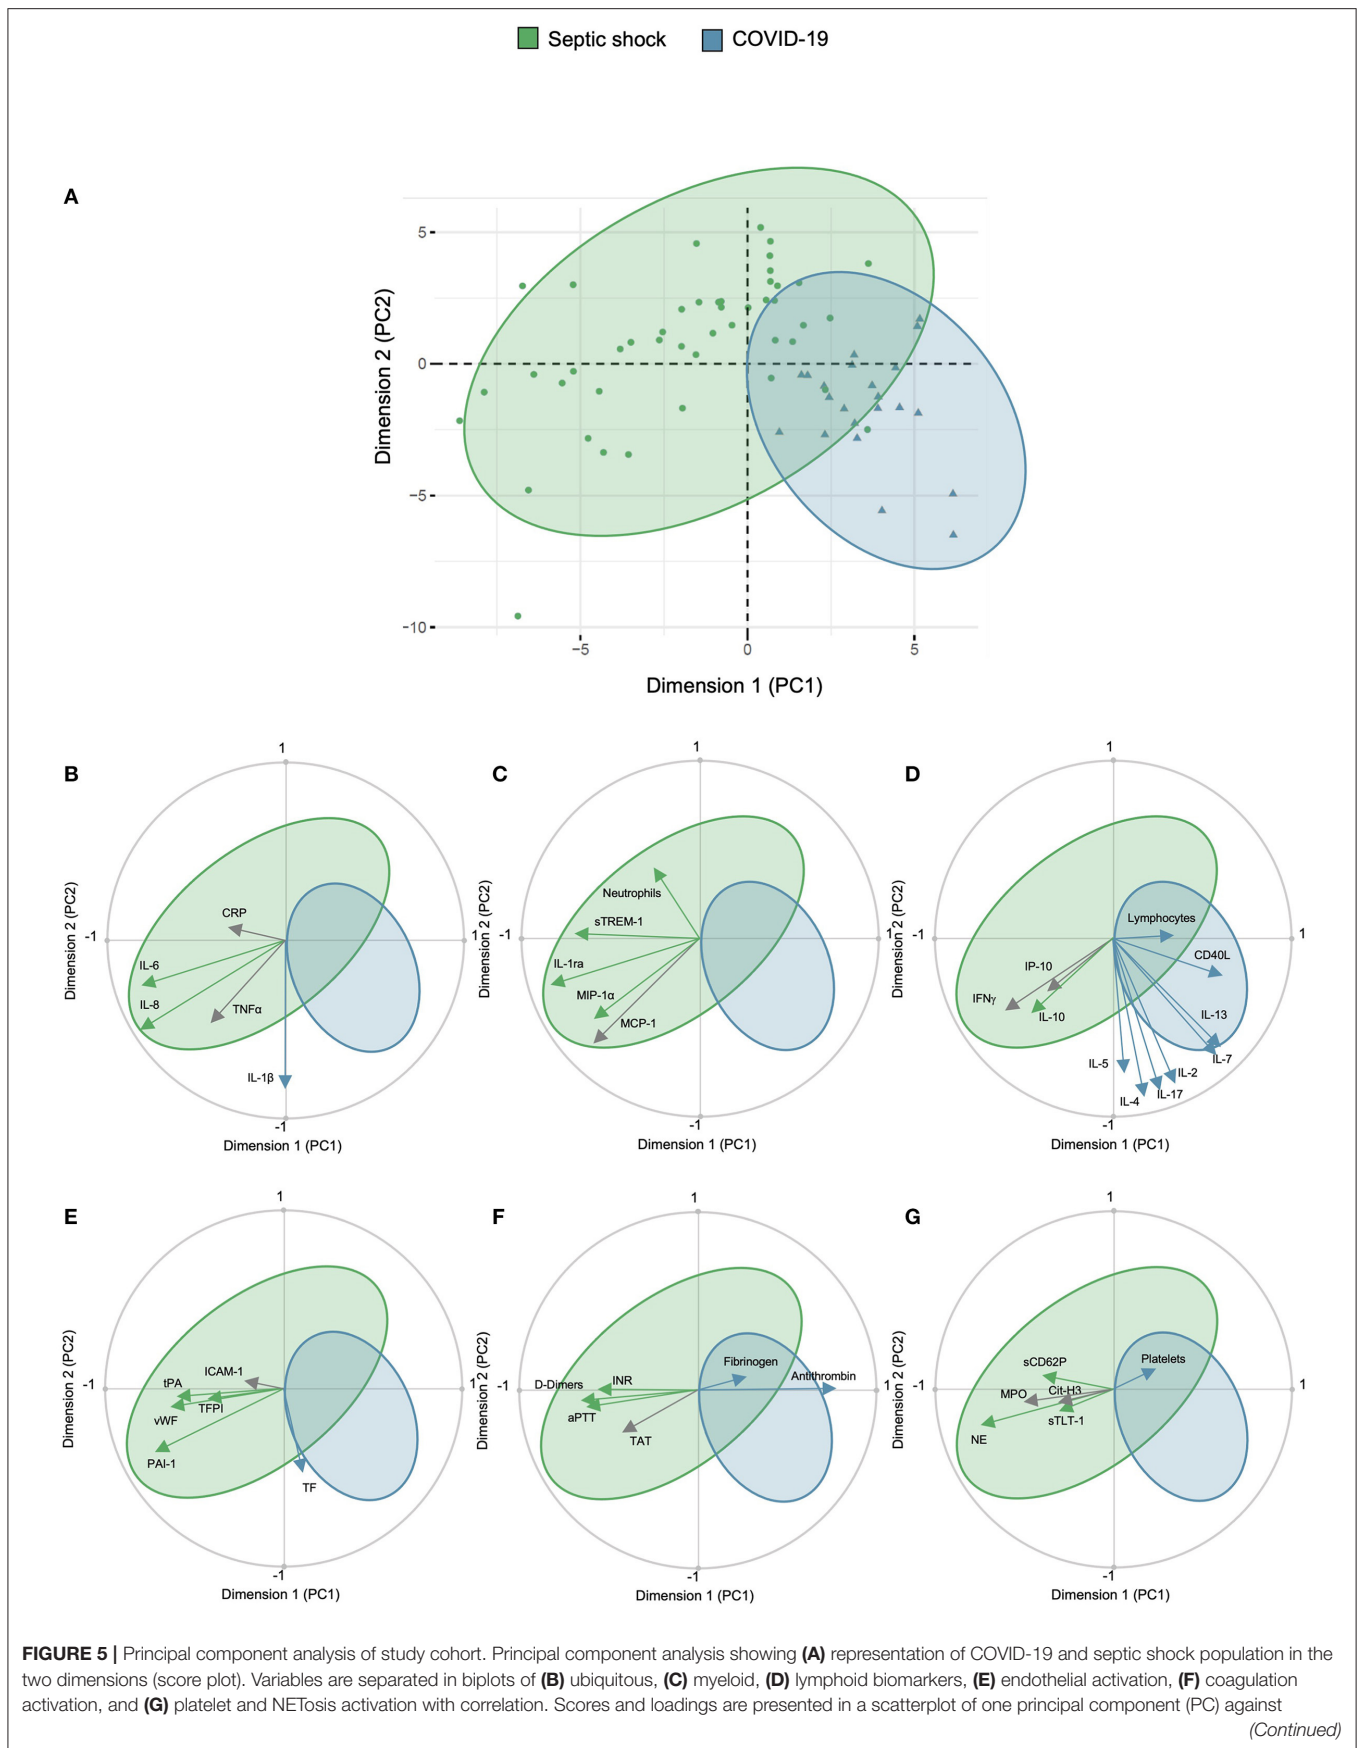 Septic shock
COVID-19
A
5
0
−5
−10
Dimension 2 (PC2)
−5
0
5
Dimension 1 (PC1)
B
1
-1
1
-1
Dimension 2 (PC2)
CRP
IL-6
IL-8
TNFα
IL-1β
Dimension 1 (PC1)
C
1
-1
1
-1
Dimension 2 (PC2)
Neutrophils
sTREM-1
IL-1ra
MIP-1α
MCP-1
Dimension 1 (PC1)
D
1
-1
1
-1
Dimension 2 (PC2)
Lymphocytes
CD40L
IP-10
IFNγ
IL-10
IL-13
IL-7
IL-5
IL-2
IL-17
IL-4
Dimension 1 (PC1)
E
1
-1
1
-1
Dimension 2 (PC2)
ICAM-1
tPA
TFPI
vWF
PAI-1
TF
Dimension 1 (PC1)
F
1
-1
1
-1
Dimension 2 (PC2)
Fibrinogen
Antithrombin
INR
D-Dimers
aPTT
TAT
Dimension 1 (PC1)
G
1
-1
1
-1
Dimension 2 (PC2)
Platelets
sCD62P
Cit-H3
MPO
sTLT-1
NE
Dimension 1 (PC1)
FIGURE 5 | Principal component analysis of study cohort. Principal component analysis showing (A) representation of COVID-19 and septic shock population in the
two dimensions (score plot). Variables are separated in biplots of (B) ubiquitous, (C) myeloid, (D) lymphoid biomarkers, (E) endothelial activation, (F) coagulation
activation, and (G) platelet and NETosis activation with correlation. Scores and loadings are presented in a scatterplot of one principal component (PC) against
(Continued)